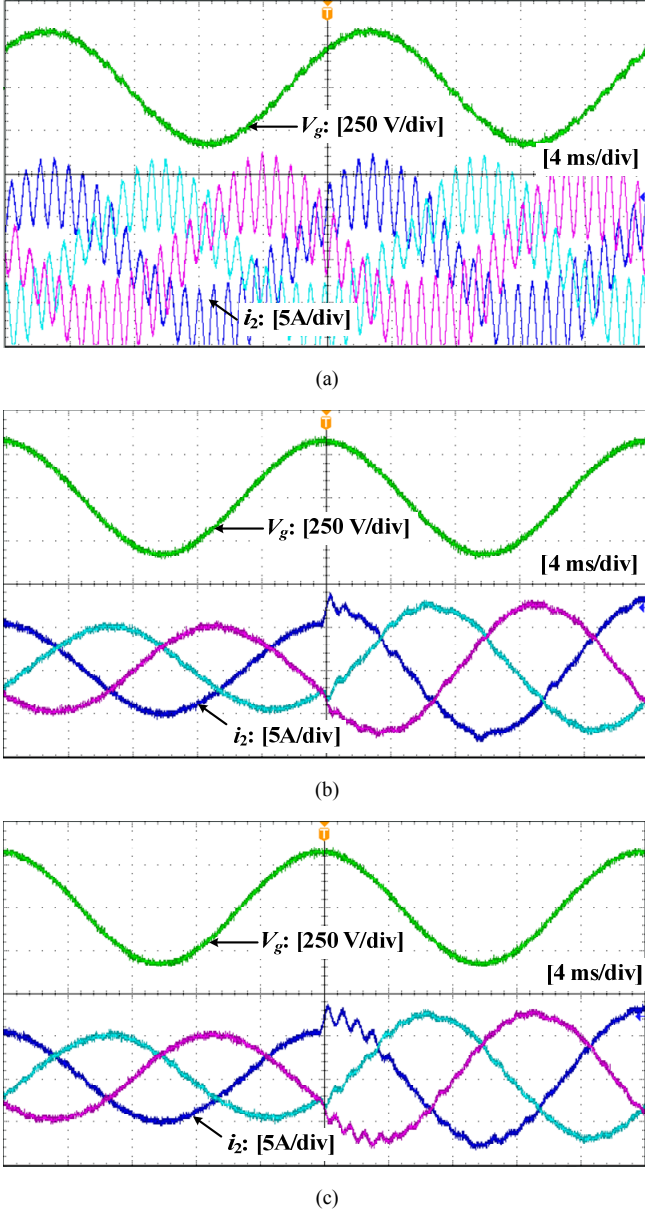 T
Vg: [250 V/div]
[4 ms/div]
i2: [5A/div]
(a)
T
Vg: [250 V/div]
[4 ms/div]
i2: [5A/div]
(b)
T
Vg: [250 V/div]
[4 ms/div]
i2: [5A/div]
(c)